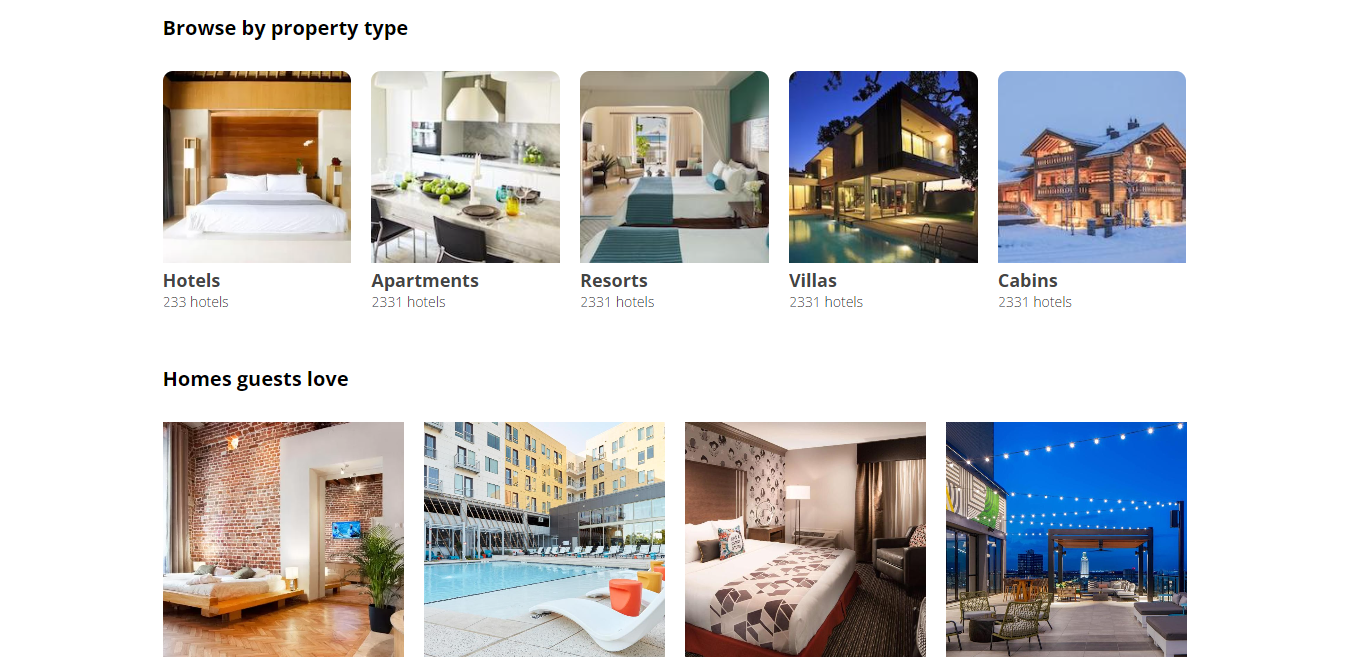 Browse by property type
Hotels
233 hotels
Apartments
2331 hotels
Resorts
2331 hotels
Villas
2331 hotels
Cabins
2331 hotels
Homes guests love